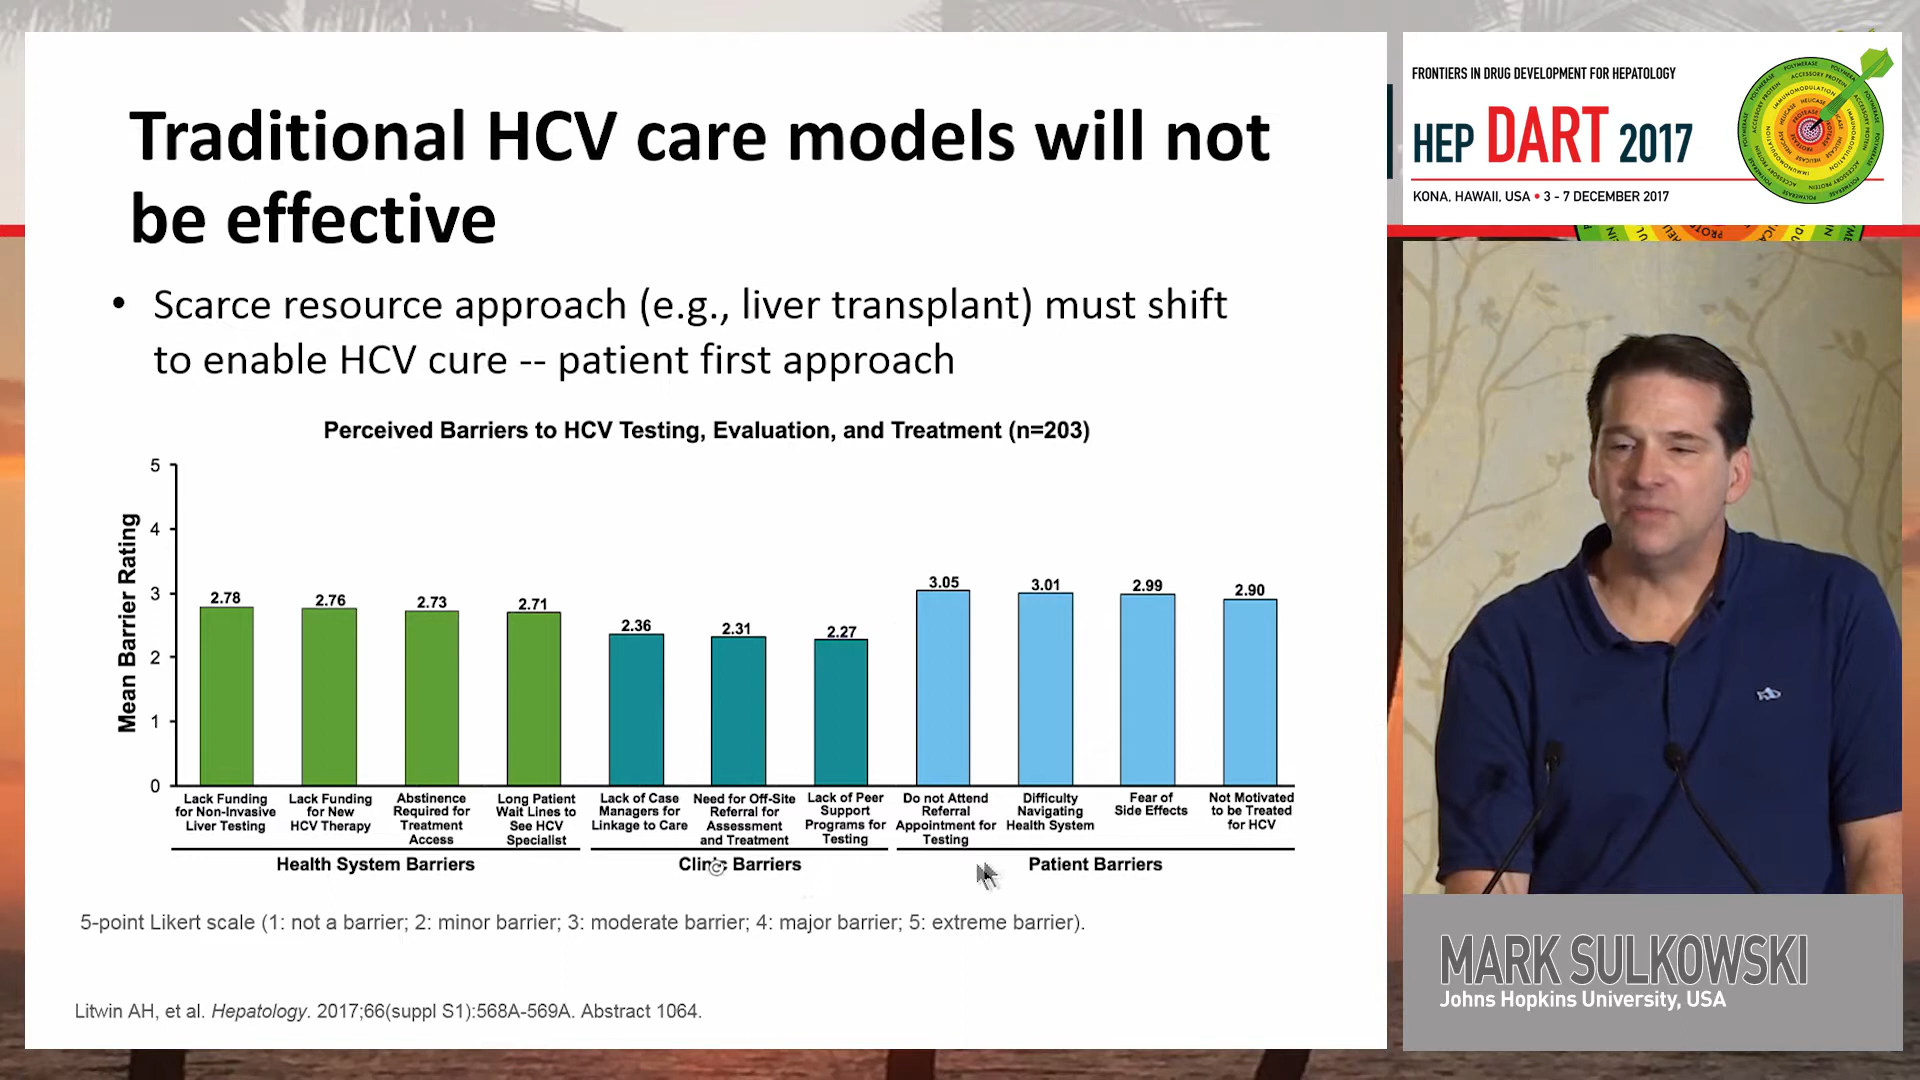 Traditional HCV care models will not
be effective
• Scarce resource approach (e.g., liver transplant) must shift
to enable HCV cure -- patient first approach
Perceived Barriers to HCV Testing, Evaluation, and Treatment (n=203)
Mean Barrier Rating
5
4
3
2
1
0
2.78
2.76
2.73
2.71
2.36
2.31
2.27
3.05
3.01
2.99
2.90
Lack Funding
for Non-Invasive
Liver Testing
Lack Funding
for New
HCV Therapy
Abstinence
Required for
Treatment
Access
Long Patient
Wait Lines to
See HCV
Specialist
Lack of Case
Managers for
Linkage to Care
Need for Off-Site
Referral for
Assessment
and Treatment
Lack of Peer
Support
Programs for
Testing
Do not Attend
Referral
Appointment for
Testing
Difficulty
Navigating
Health System
Fear of
Side Effects
Not Motivated
to be Treated
for HCV
Health System Barriers
Clinic Barriers
Patient Barriers
5-point Likert scale (1: not a barrier; 2: minor barrier; 3: moderate barrier; 4: major barrier; 5: extreme barrier).
Litwin AH, et al. Hepatology. 2017;66(suppl S1):568A-569A. Abstract 1064.
FRONTIERS IN DRUG DEVELOPMENT FOR HEPATOLOGY
HEP DART 2017
KONA, HAWAII, USA • 3 - 7 DECEMBER 2017
MARK SULKOWSKI
Johns Hopkins University, USA